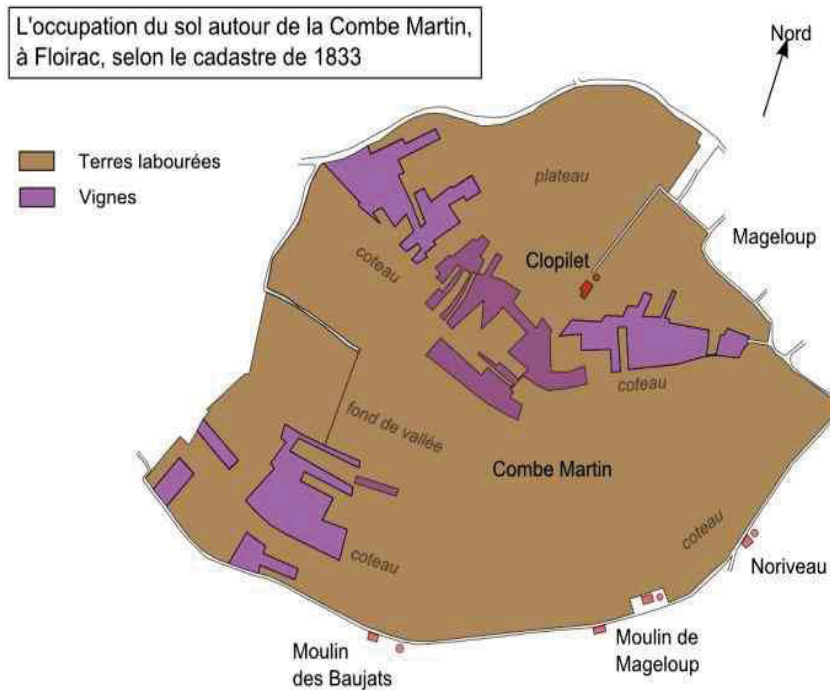 L'occupation du sol autour de la Combe Martin,
à Floirac, selon le cadastre de 1833
Nord
Terres labourées
Vignes
plateau
Mageloup
Clopilet
coteau
coteau
fond de vallée
Combe Martin
coteau
coteau
Noriveau
Moulin de
Mageloup
Moulin
des Baujats